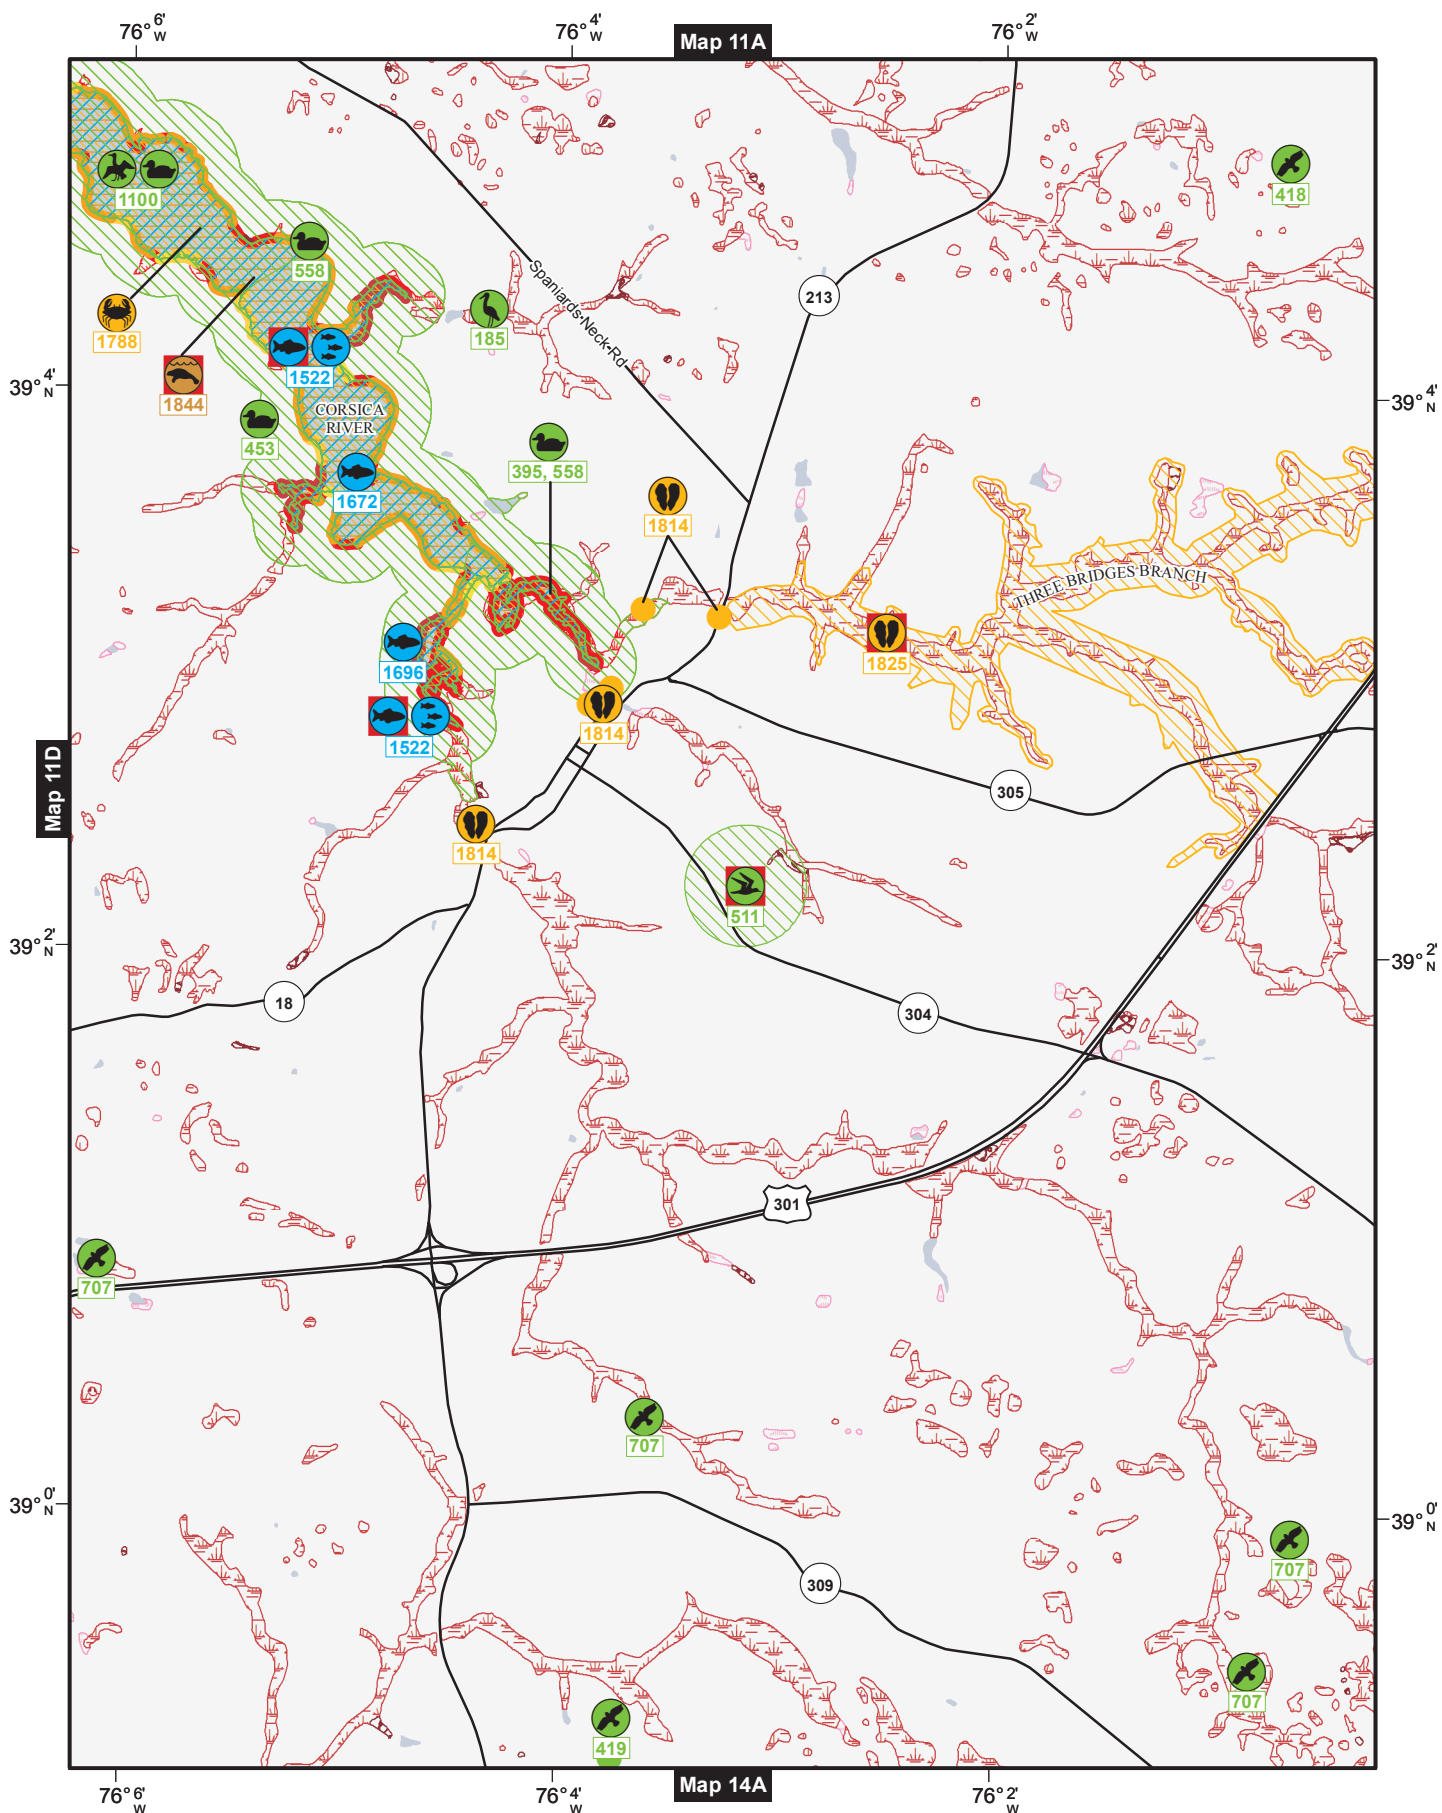 76° 6' W
76° 4' W
Map 11A
76° 2' W
1100
418
558
Spaniards Neck Rd
213
1788
185
1522
39° 4' N
39° 4' N
1844
CORSICA
RIVER
453
395, 558
1672
1814
THREE BRIDGES BRANCH
1825
1696
1814
1522
Map 11D
305
1814
511
39° 2' N
39° 2' N
18
304
301
707
707
39° 0' N
39° 0' N
707
309
707
419
76° 6' W
76° 4' W
Map 14A
76° 2' W